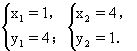 {x₁ = 1, {x₂ = 4,
{y₁ = 4; {y₂ = 1.